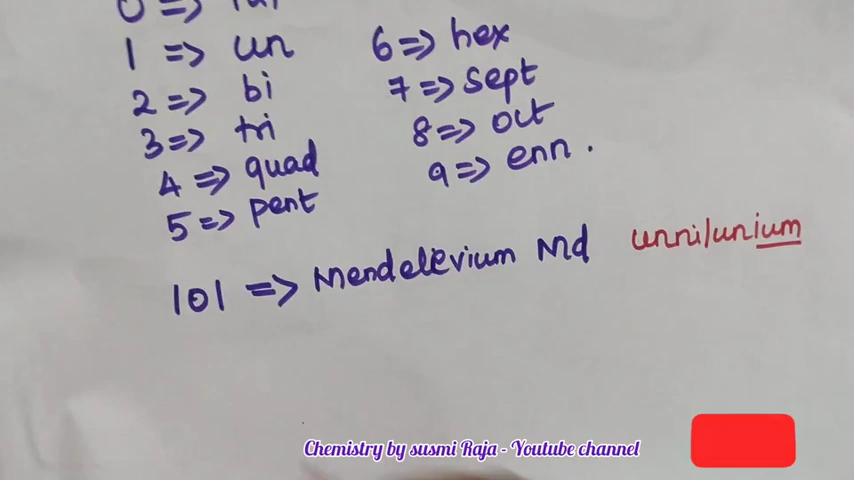 0 =>
1 => un
2 => bi
3 => tri
4 => quad
5 => pent
6 => hex
7 => sept
8 => oct
9 => enn.
101 => Mendelevium Md unnilunium
Chemistry by susmi Raja - Youtube channel